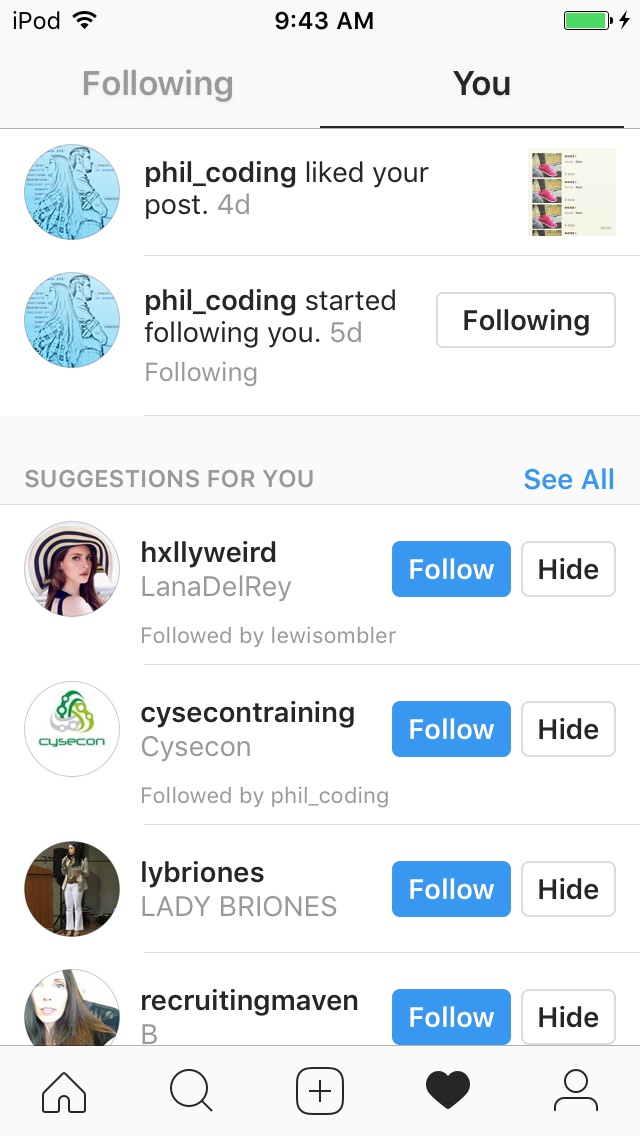 iPod 9:43 AM
Following You
phil_coding liked your
post. 4d
phil_coding started
following you. 5d
Following
Following
SUGGESTIONS FOR YOU See All
hxllyweird
LanaDelRey
Follow Hide
Followed by lewisombler
cysecon
cysecontraining
Cysecon
Follow Hide
Followed by phil_coding
lybriones
LADY BRIONES
Follow Hide
recruitingmaven
B
Follow Hide